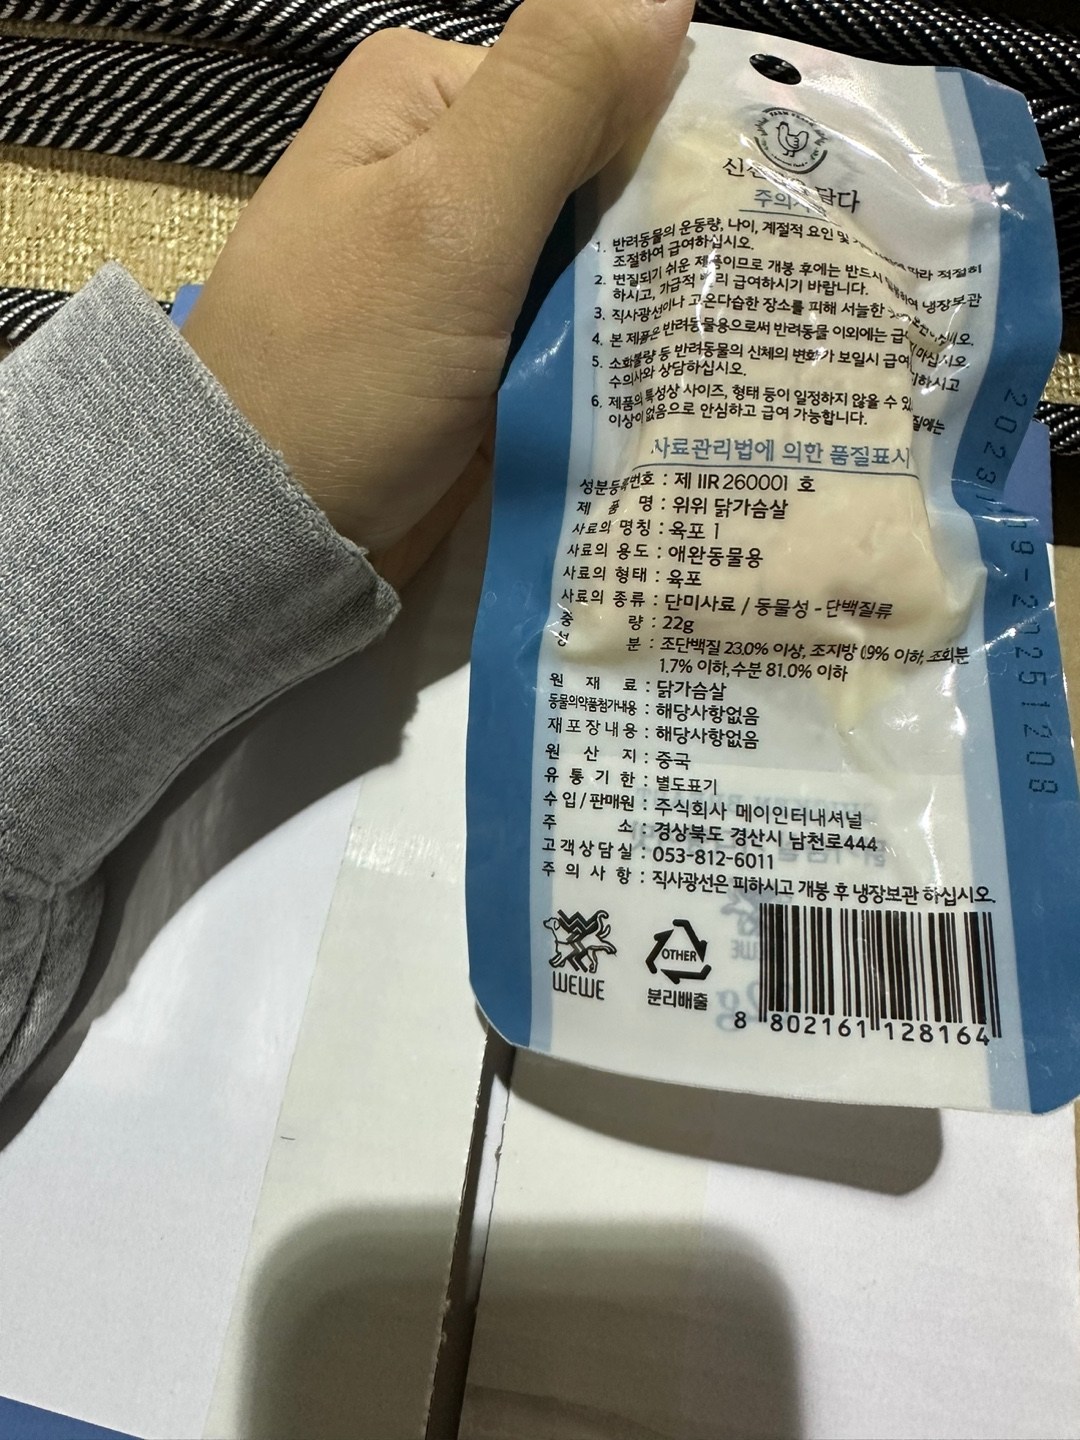 주의
1. 반려동물의 운동량, 나이, 계절적 요인 및 따라 적절히
조절하여 급여하십시오.
2. 변질되기 쉬운 제품이므로 개봉 후에는 반드시 냉장보관
하시고, 가급적 빨리 급여하시기 바랍니다.
3. 직사광선이나 고온다습한 장소를 피해 서늘한
4. 본 제품은 반려동물용으로써 반려동물 이외에는 마십시오.
5. 소화불량 등 반려동물의 신체의 변화가 보일시
수의사와 상담하십시오.
6. 제품의 특성상 사이즈, 형태 등이 일정하지 않을 수
이상이 없음으로 안심하고 급여 가능합니다.
사료관리법에 의한 품질표시
성분등록번호 : 제 IIR 260001 호
제 품 명 : 위위 닭가슴살
사료의 명칭 : 육포 1
사료의 용도 : 애완동물용
사료의 형태 : 육포
사료의 종류 : 단미사료 / 동물성 - 단백질류
중 량 : 22g
성 분 : 조단백질 23.0% 이상, 조지방 0.9% 이하, 조회분
1.7% 이하, 수분 81.0% 이하
원 재 료 : 닭가슴살
동물의약품첨가내용 : 해당사항없음
재포장내용 : 해당사항없음
원 산 지 : 중국
유 통 기 한 : 별도표기
수입/판매원 : 주식회사 메이인터내셔널
주 소 : 경상북도 경산시 남천로444
고객상담실 : 053-812-6011
주 의 사 항 : 직사광선은 피하시고 개봉 후 냉장보관 하십시오.
WEWE
OTHER
분리배출
8 802161 128164